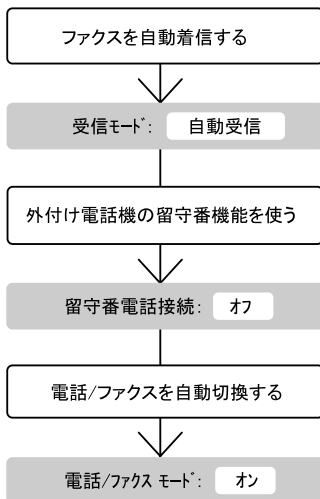 ファクスを自動着信する
受信ﾓｰﾄﾞ: 自動受信
外付け電話機の留守番機能を使う
留守番電話接続: ｵﾌ
電話/ファクスを自動切換する
電話/ﾌｧｸｽ ﾓｰﾄﾞ: ｵﾝ